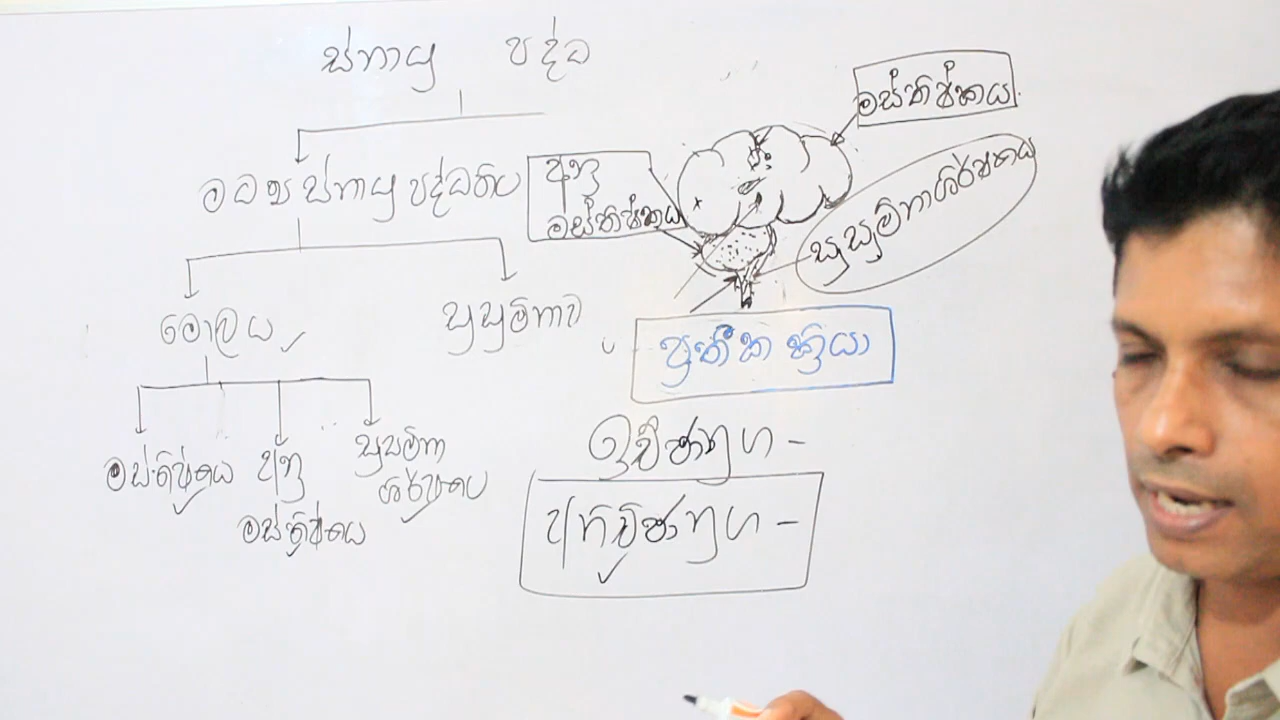 ස්නායු පද්ධ
මස්තිෂ්කය
අනු
මස්තිෂ්කය
සුසුම්නාශීර්ෂකය
මධ්‍ය ස්නායු පද්ධතිය
මොලය
සුසුම්නාව
ප්‍රතීක ක්‍රියා
මස්තිෂ්කය
අනු
මස්තිෂ්කය
සුසුම්නා
ශීර්ෂකය
ඉච්ඡානුග -
අනිච්ඡානුග -